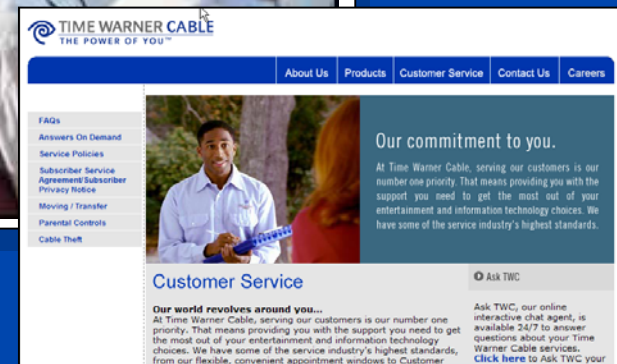 TIME WARNER CABLE
THE POWER OF YOU™
About Us Products Customer Service Contact Us Careers
FAQs
Answers On Demand
Service Policies
Subscriber Service
Agreement/Subscriber
Privacy Notice
Moving / Transfer
Parental Controls
Cable Theft
Our commitment to you.
At Time Warner Cable, serving our customers is our
number one priority. That means providing you with the
support you need to get the most out of your
entertainment and information technology choices. We
have some of the service industry's highest standards.
Customer Service
Our world revolves around you...
At Time Warner Cable, serving our customers is our number one
priority. That means providing you with the support you need to get
the most out of your entertainment and information technology
choices. We have some of the service industry's highest standards,
from our flexible, convenient appointment windows to Customer
Ask TWC
Ask TWC, our online
interactive chat agent, is
available 24/7 to answer
questions about your Time
Warner Cable services.
Click here to Ask TWC your